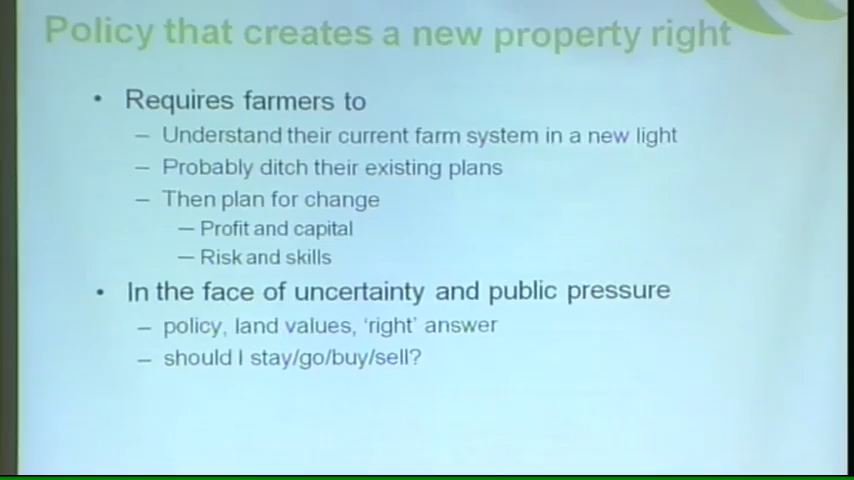 Policy that creates a new property right
• Requires farmers to
– Understand their current farm system in a new light
– Probably ditch their existing plans
– Then plan for change
– Profit and capital
– Risk and skills
• In the face of uncertainty and public pressure
– policy, land values, ‘right’ answer
– should I stay/go/buy/sell?